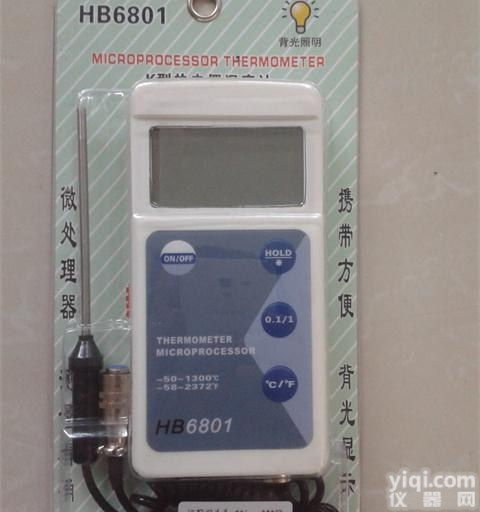 HB6801
背光照明
MICROPROCESSOR THERMOMETER
微处理器
携带方便
背光显示
ON/OFF
HOLD
0.1/1
THERMOMETER
MICROPROCESSOR
-50~1300℃
-58~2372℉
℃/℉
HB6801
yiqi.com
仪器网